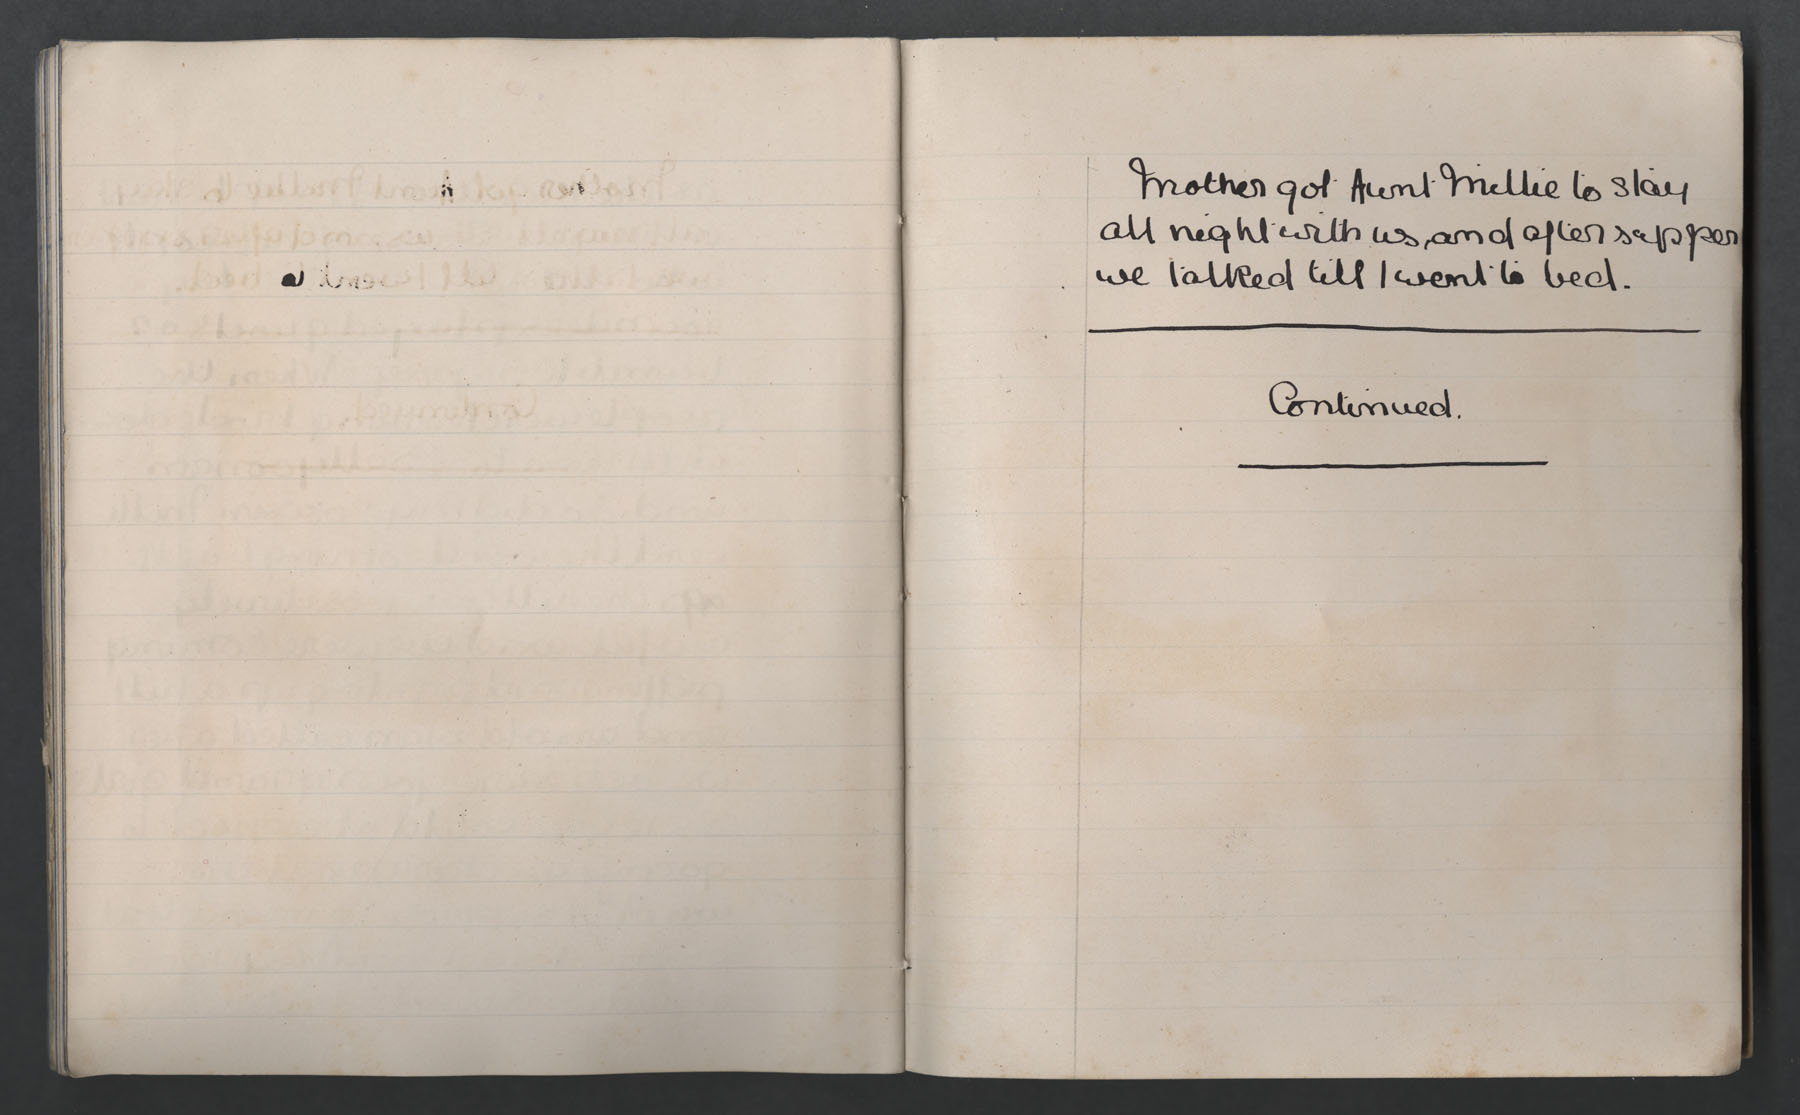 Mother got Aunt Millie to stay
all night with us, and after supper
we talked till I went to bed.
Continued.